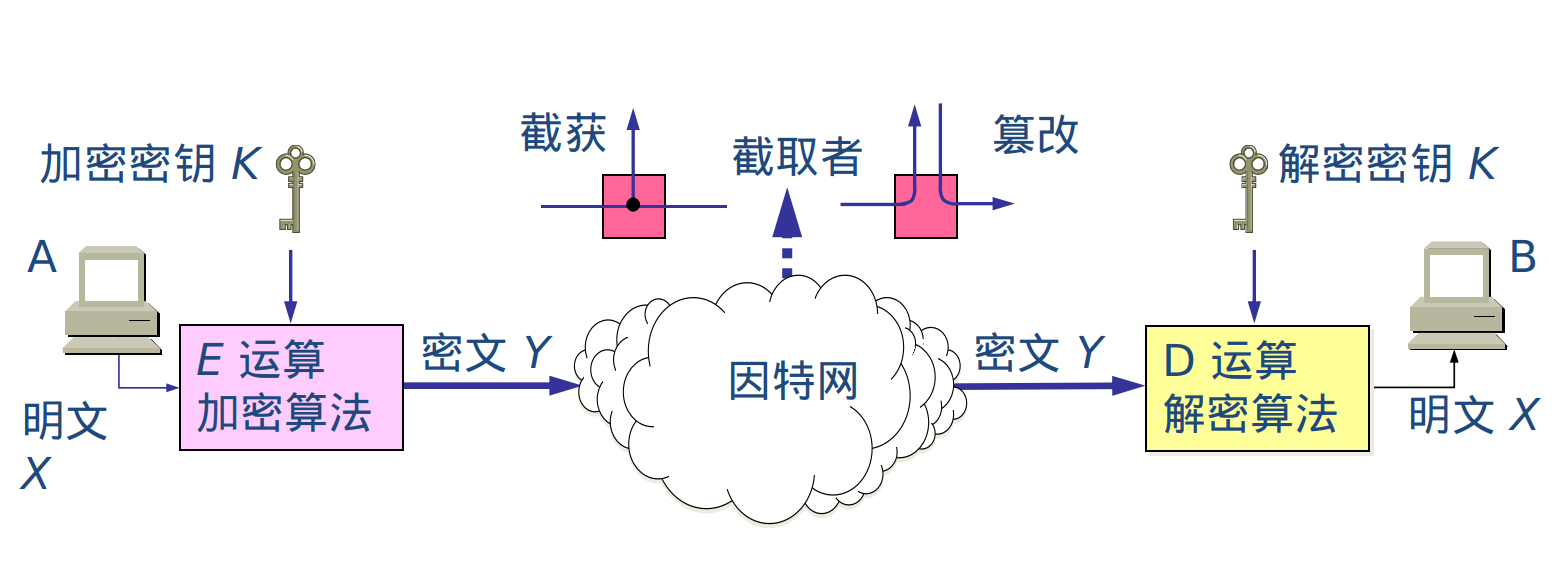 截获
截取者
篡改
加密密钥 K
解密密钥 K
A
B
E 运算
加密算法
密文 Y
因特网
密文 Y
D 运算
解密算法
明文
X
明文 X